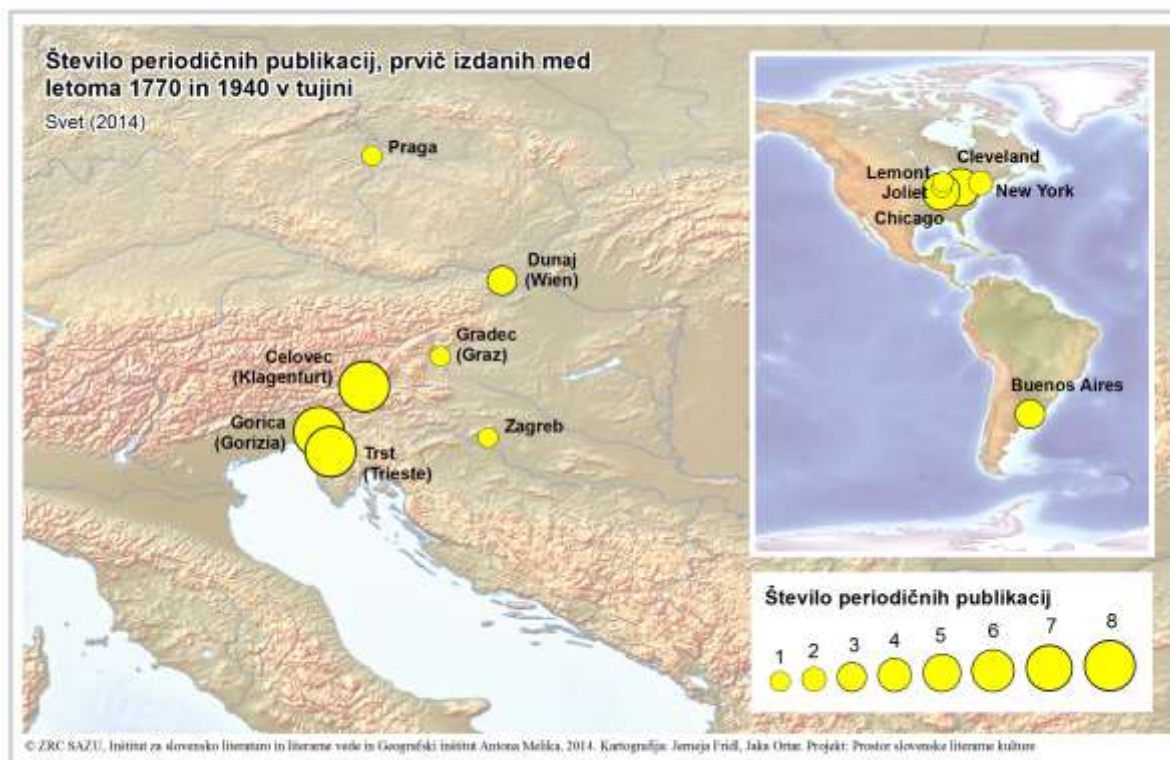 Število periodičnih publikacij, prvič izdanih med
letoma 1770 in 1940 v tujini
Svet (2014)
Praga
Dunaj
(Wien)
Gradec
(Graz)
Celovec
(Klagenfurt)
Gorica
(Gorizia)
Trst
(Trieste)
Zagreb
Cleveland
Lemont
Joliet
New York
Chicago
Buenos Aires
Število periodičnih publikacij
1 2 3 4 5 6 7 8
© ZRC SAZU, Inštitut za slovensko literaturo in literarne vede in Geografski inštitut Antona Melika, 2014. Kartografija: Jerneja Fridl, Jaka Ortar. Projekt: Prostor slovenske literarne kulture